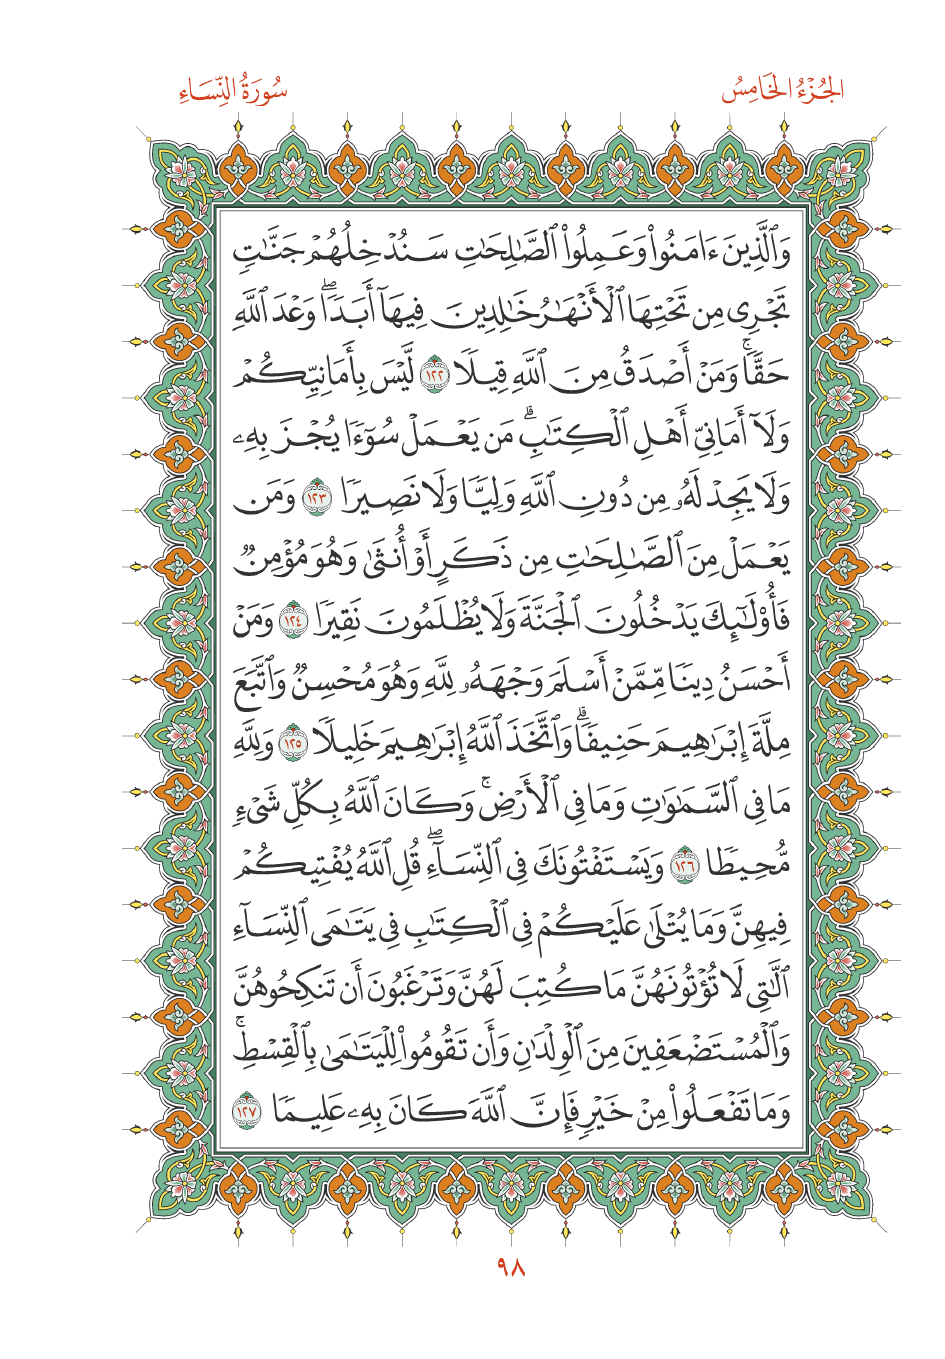 الجُزْءُ الخَامِسُ
سُورَةُ النِّسَاءِ
وَٱلَّذِينَ ءَامَنُواْ وَعَمِلُواْ ٱلصَّٰلِحَٰتِ سَنُدۡخِلُهُمۡ جَنَّٰتٖ
تَجۡرِي مِن تَحۡتِهَا ٱلۡأَنۡهَٰرُ خَٰلِدِينَ فِيهَآ أَبَدٗاۖ وَعۡدَ ٱللَّهِ
حَقّٗاۚ وَمَنۡ أَصۡدَقُ مِنَ ٱللَّهِ قِيلٗا ١٢٢ لَّيۡسَ بِأَمَانِيِّكُمۡ
وَلَآ أَمَانِيِّ أَهۡلِ ٱلۡكِتَٰبِۗ مَن يَعۡمَلۡ سُوٓءٗا يُجۡزَ بِهِۦ
وَلَا يَجِدۡ لَهُۥ مِن دُونِ ٱللَّهِ وَلِيّٗا وَلَا نَصِيرٗا ١٢٣ وَمَن
يَعۡمَلۡ مِنَ ٱلصَّٰلِحَٰتِ مِن ذَكَرٍ أَوۡ أُنثَىٰ وَهُوَ مُؤۡمِنٞ
فَأُوْلَٰٓئِكَ يَدۡخُلُونَ ٱلۡجَنَّةَ وَلَا يُظۡلَمُونَ نَقِيرٗا ١٢٤ وَمَنۡ
أَحۡسَنُ دِينٗا مِّمَّنۡ أَسۡلَمَ وَجۡهَهُۥ لِلَّهِ وَهُوَ مُحۡسِنٞ وَٱتَّبَعَ
مِلَّةَ إِبۡرَٰهِيمَ حَنِيفٗاۗ وَٱتَّخَذَ ٱللَّهُ إِبۡرَٰهِيمَ خَلِيلٗا ١٢٥ وَلِلَّهِ
مَا فِي ٱلسَّمَٰوَٰتِ وَمَا فِي ٱلۡأَرۡضِۚ وَكَانَ ٱللَّهُ بِكُلِّ شَيۡءٖ
مُّحِيطٗا ١٢٦ وَيَسۡتَفۡتُونَكَ فِي ٱلنِّسَآءِۖ قُلِ ٱللَّهُ يُفۡتِيكُمۡ
فِيهِنَّ وَمَا يُتۡلَىٰ عَلَيۡكُمۡ فِي ٱلۡكِتَٰبِ فِي يَتَٰمَى ٱلنِّسَآءِ
ٱلَّٰتِي لَا تُؤۡتُونَهُنَّ مَا كُتِبَ لَهُنَّ وَتَرۡغَبُونَ أَن تَنكِحُوهُنَّ
وَٱلۡمُسۡتَضۡعَفِينَ مِنَ ٱلۡوِلۡدَٰنِ وَأَن تَقُومُواْ لِلۡيَتَٰمَىٰ بِٱلۡقِسۡطِۚ
وَمَا تَفۡعَلُواْ مِنۡ خَيۡرٖ فَإِنَّ ٱللَّهَ كَانَ بِهِۦ عَلِيمٗا ١٢٧
٩٨